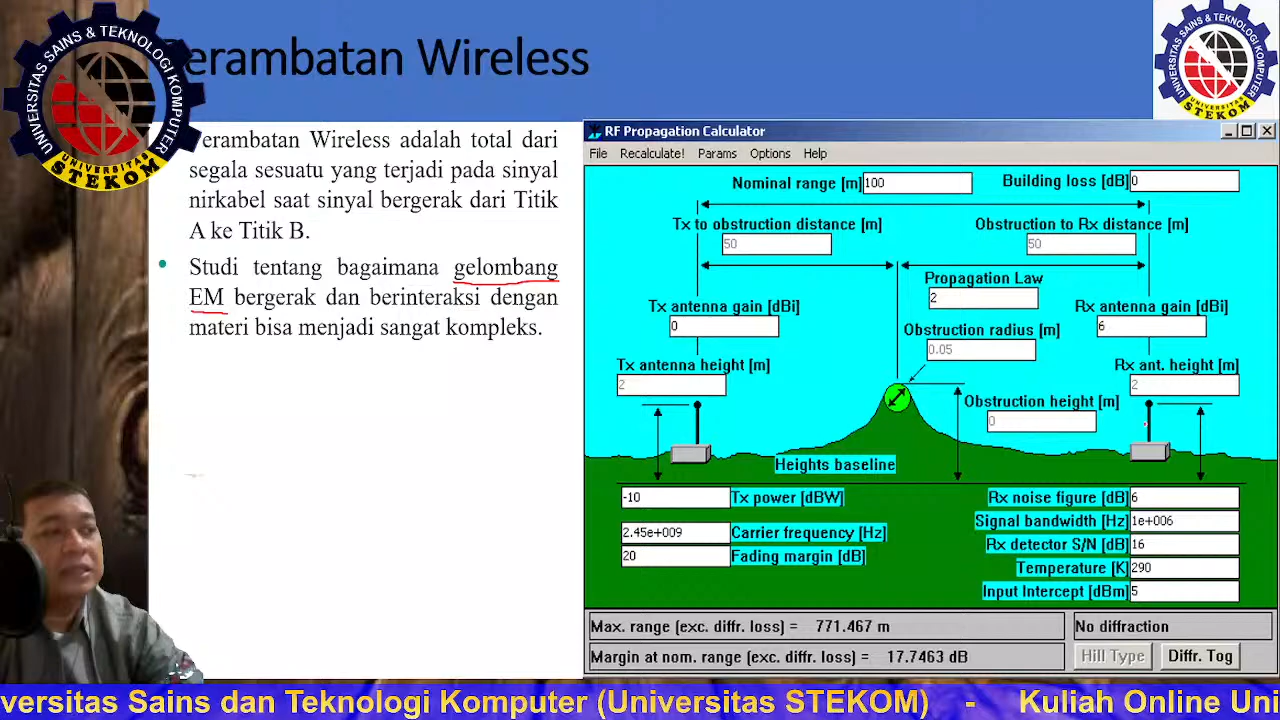 UNIVERSITAS SAINS & TEKNOLOGI KOMPUTER
UNIVERSITAS
STEKOM
erambatan Wireless
UNIVERSITAS SAINS & TEKNOLOGI KOMPUTER
UNIVERSITAS
STEKOM
erambatan Wireless adalah total dari
segala sesuatu yang terjadi pada sinyal
nirkabel saat sinyal bergerak dari Titik
A ke Titik B.
• Studi tentang bagaimana gelombang
EM bergerak dan berinteraksi dengan
materi bisa menjadi sangat kompleks.
RF Propagation Calculator
File Recalculate! Params Options Help
Nominal range [m] 100 Building loss [dB] 0
Tx to obstruction distance [m] Obstruction to Rx distance [m]
50 50
Propagation Law
2
Tx antenna gain [dBi] Rx antenna gain [dBi]
0 6
Obstruction radius [m]
0.05
Tx antenna height [m] Rx ant. height [m]
2 2
Obstruction height [m]
0
Heights baseline
-10 Tx power [dBW] Rx noise figure [dB] 6
Signal bandwidth [Hz] 1e+006
2.45e+009 Carrier frequency [Hz] Rx detector S/N [dB] 16
20 Fading margin [dB] Temperature [K] 290
Input Intercept [dBm] 5
Max. range (exc. diffr. loss) = 771.467 m No diffraction
Margin at nom. range (exc. diffr. loss) = 17.7463 dB Hill Type Diffr. Tog
versitas Sains dan Teknologi Komputer (Universitas STEKOM) - Kuliah Online Uni